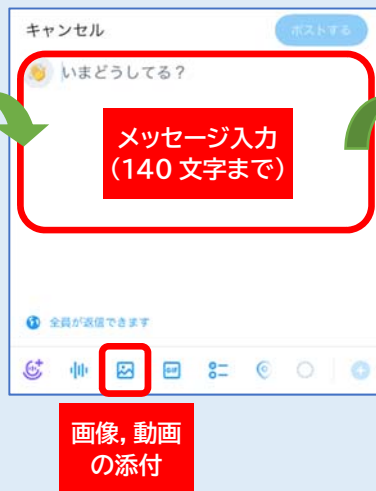 キャンセル
ポストする
いまどうしてる？
メッセージ入力
（140 文字まで）
全員が返信できます
GIF
画像，動画
の添付